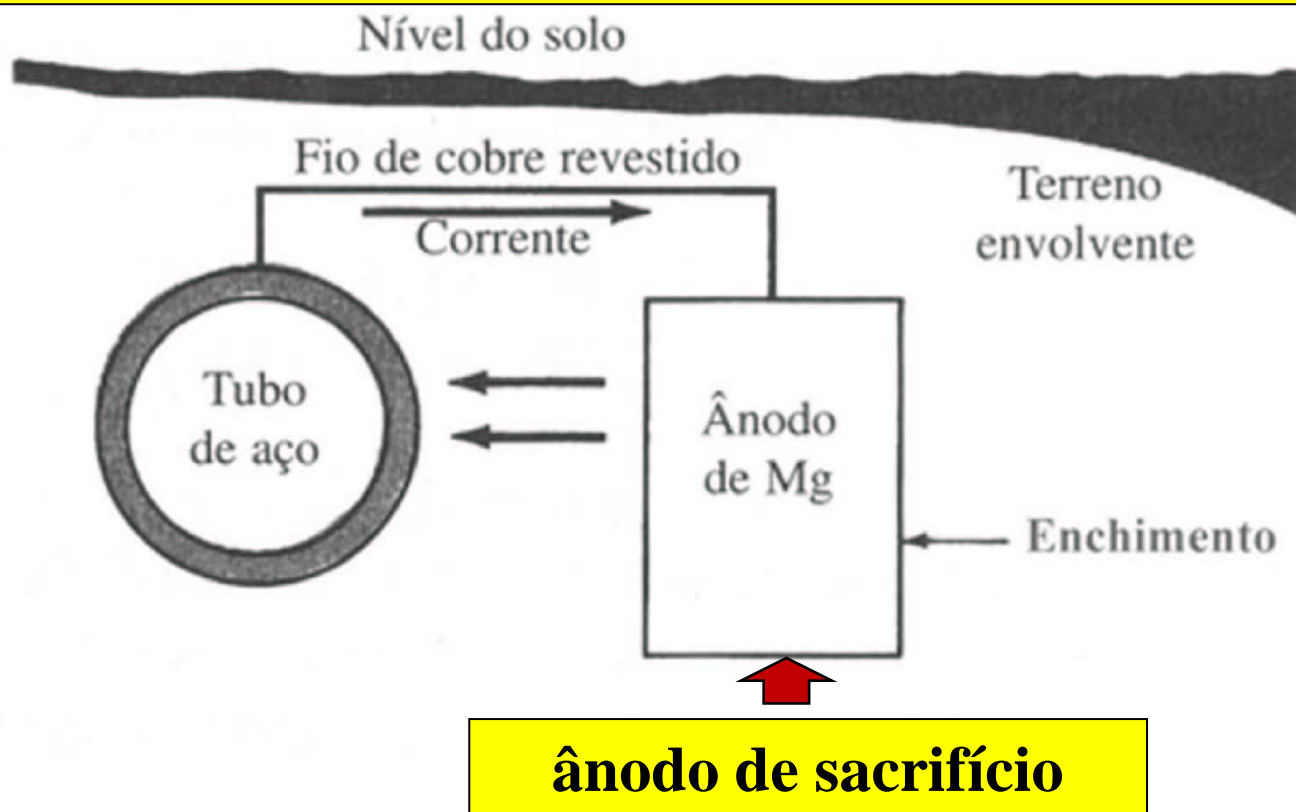 Nível do solo
Fio de cobre revestido
Corrente
Terreno
envolvente
Tubo
de aço
Ânodo
de Mg
Enchimento
ânodo de sacrifício